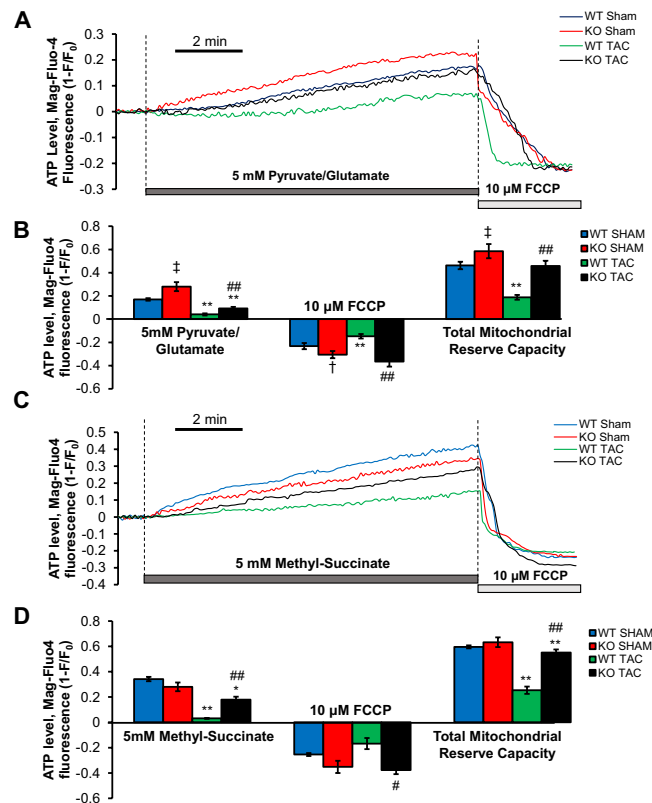 A
2 min
WT Sham
KO Sham
WT TAC
KO TAC
ATP Level, Mag-Fluo-4
Fluorescence (1-F/F0)
0.3
0.2
0.1
0
-0.1
-0.2
-0.3
5 mM Pyruvate/Glutamate
10 µM FCCP
B
ATP level, Mag-Fluo4
fluorescence (1-F/F0)
0.8
0.6
0.4
0.2
0
-0.2
-0.4
-0.6
‡
**
##
**
5mM Pyruvate/
Glutamate
10 µM FCCP
†
**
##
‡
**
##
Total Mitochondrial
Reserve Capacity
WT SHAM
KO SHAM
WT TAC
KO TAC
C
2 min
WT Sham
KO Sham
WT TAC
KO TAC
ATP level, Mag-Fluo4
fluorescence (1-F/F0)
0.5
0.4
0.3
0.2
0.1
0
-0.1
-0.2
-0.3
-0.4
5 mM Methyl-Succinate
10 µM FCCP
D
ATP level, Mag-Fluo4
fluorescence (1-F/F0)
0.8
0.6
0.4
0.2
0
-0.2
-0.4
-0.6
**
##
*
5mM Methyl-Succinate
10 µM FCCP
#
**
##
**
Total Mitochondrial
Reserve Capacity
WT SHAM
KO SHAM
WT TAC
KO TAC